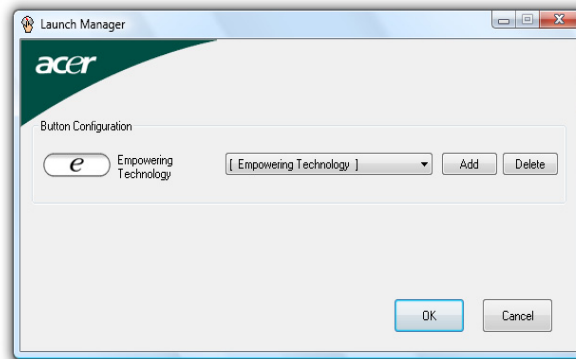 Launch Manager
acer
Button Configuration
e Empowering Technology [ Empowering Technology ] Add Delete
OK Cancel